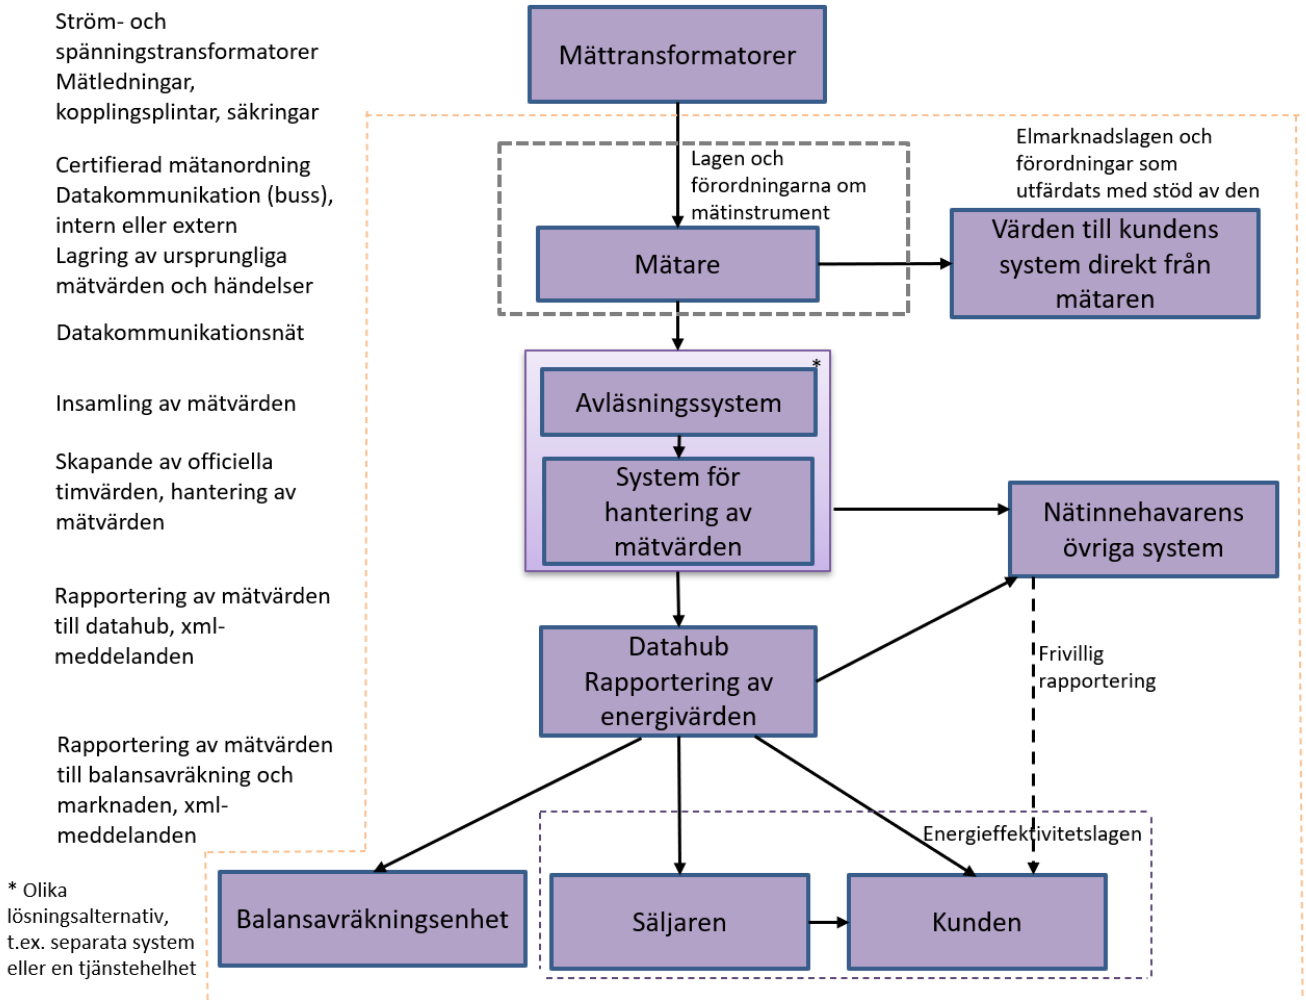 Ström- och
spänningstransformatorer
Mätledningar,
kopplingsplintar, säkringar
Mättransformatorer
Certifierad mätanordning
Datakommunikation (buss),
intern eller extern
Lagring av ursprungliga
mätvärden och händelser
Lagen och
förordningarna om
mätinstrument
Elmarknadslagen och
förordningar som
utfärdats med stöd av den
Mätare
Värden till kundens
system direkt från
mätaren
Datakommunikationsnät
*
Insamling av mätvärden
Avläsningssystem
Skapande av officiella
timvärden, hantering av
mätvärden
System för
hantering av
mätvärden
Nätinnehavarens
övriga system
Rapportering av mätvärden
till datahub, xml-
meddelanden
Datahub
Rapportering av
energivärden
Frivillig
rapportering
Rapportering av mätvärden
till balansavräkning och
marknaden, xml-
meddelanden
Energieffektivitetslagen
* Olika
lösningsalternativ,
t.ex. separata system
eller en tjänstehelhet
Balansavräkningsenhet
Säljaren
Kunden